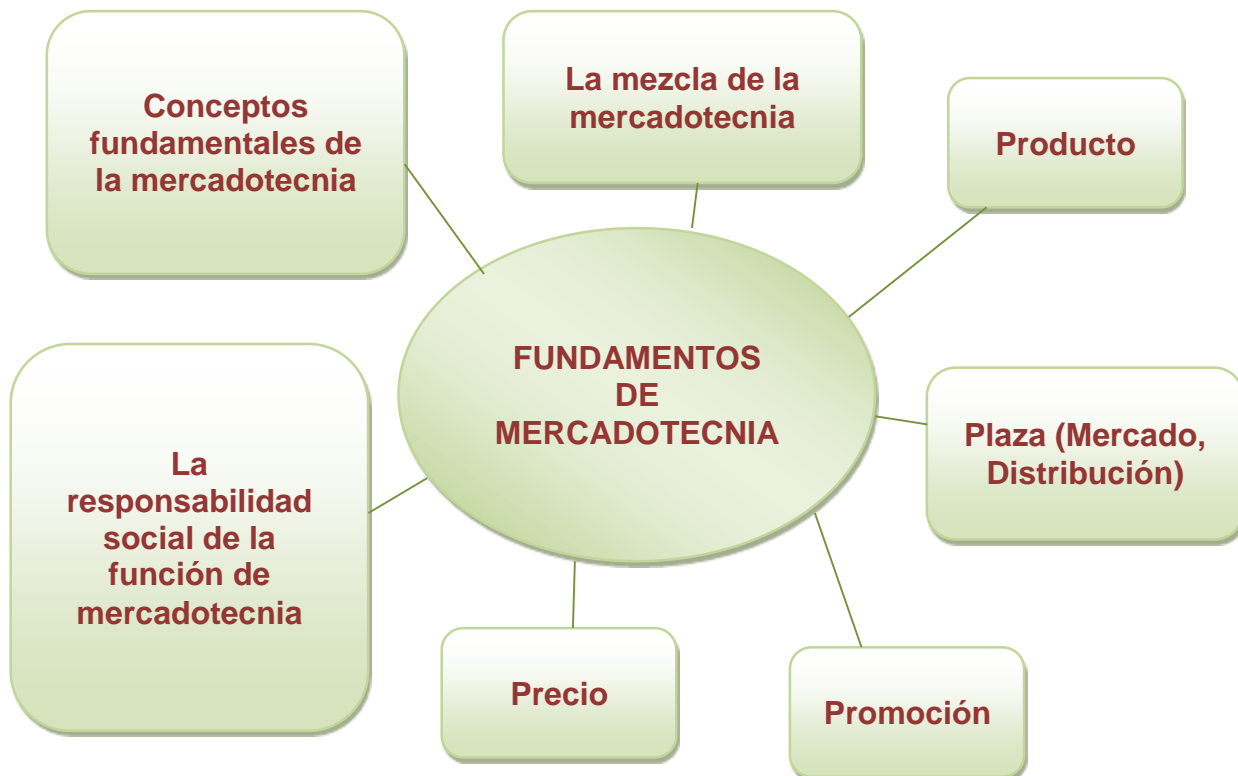 Conceptos
fundamentales de
la mercadotecnia
La mezcla de la
mercadotecnia
Producto
FUNDAMENTOS
DE
MERCADOTECNIA
Plaza (Mercado,
Distribución)
La
responsabilidad
social de la
función de
mercadotecnia
Precio
Promoción